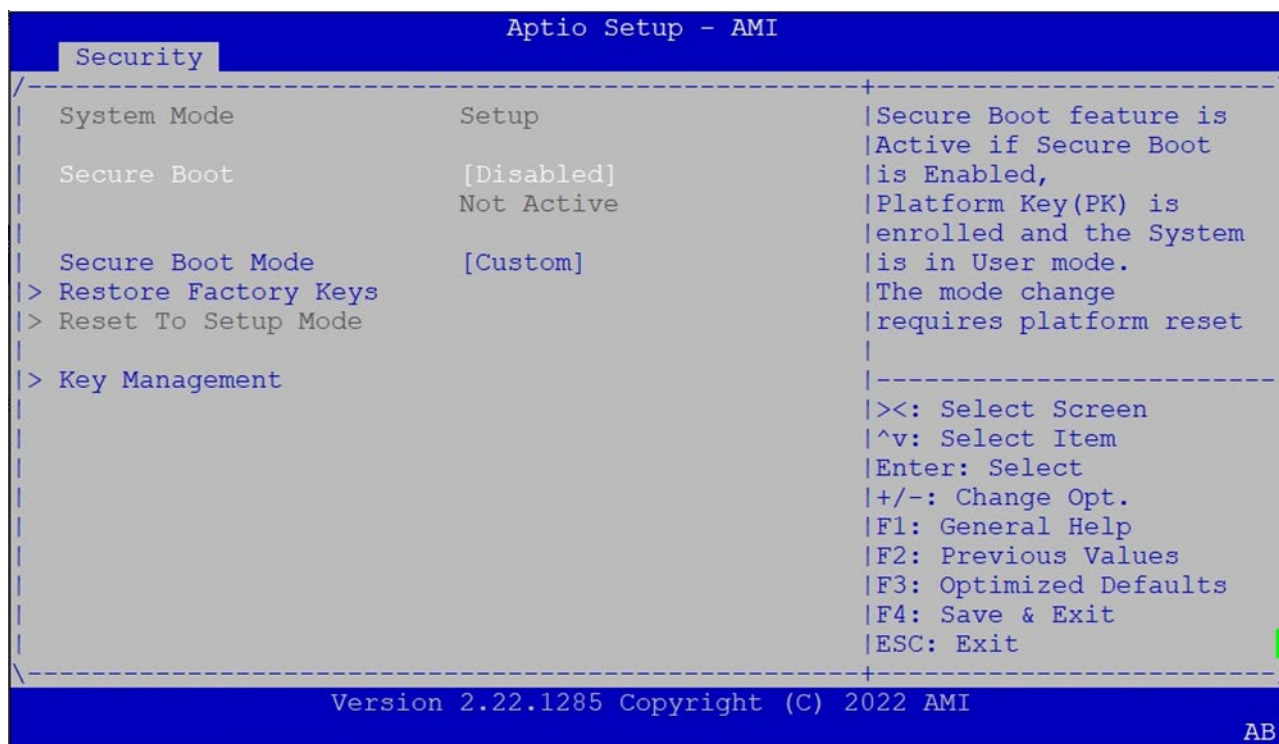 Aptio Setup - AMI
Security
System Mode Setup
Secure Boot [Disabled]
Not Active
Secure Boot Mode [Custom]
> Restore Factory Keys
> Reset To Setup Mode
> Key Management
Secure Boot feature is
Active if Secure Boot
is Enabled,
Platform Key(PK) is
enrolled and the System
is in User mode.
The mode change
requires platform reset
><: Select Screen
^v: Select Item
Enter: Select
+/-: Change Opt.
F1: General Help
F2: Previous Values
F3: Optimized Defaults
F4: Save & Exit
ESC: Exit
Version 2.22.1285 Copyright (C) 2022 AMI
AB